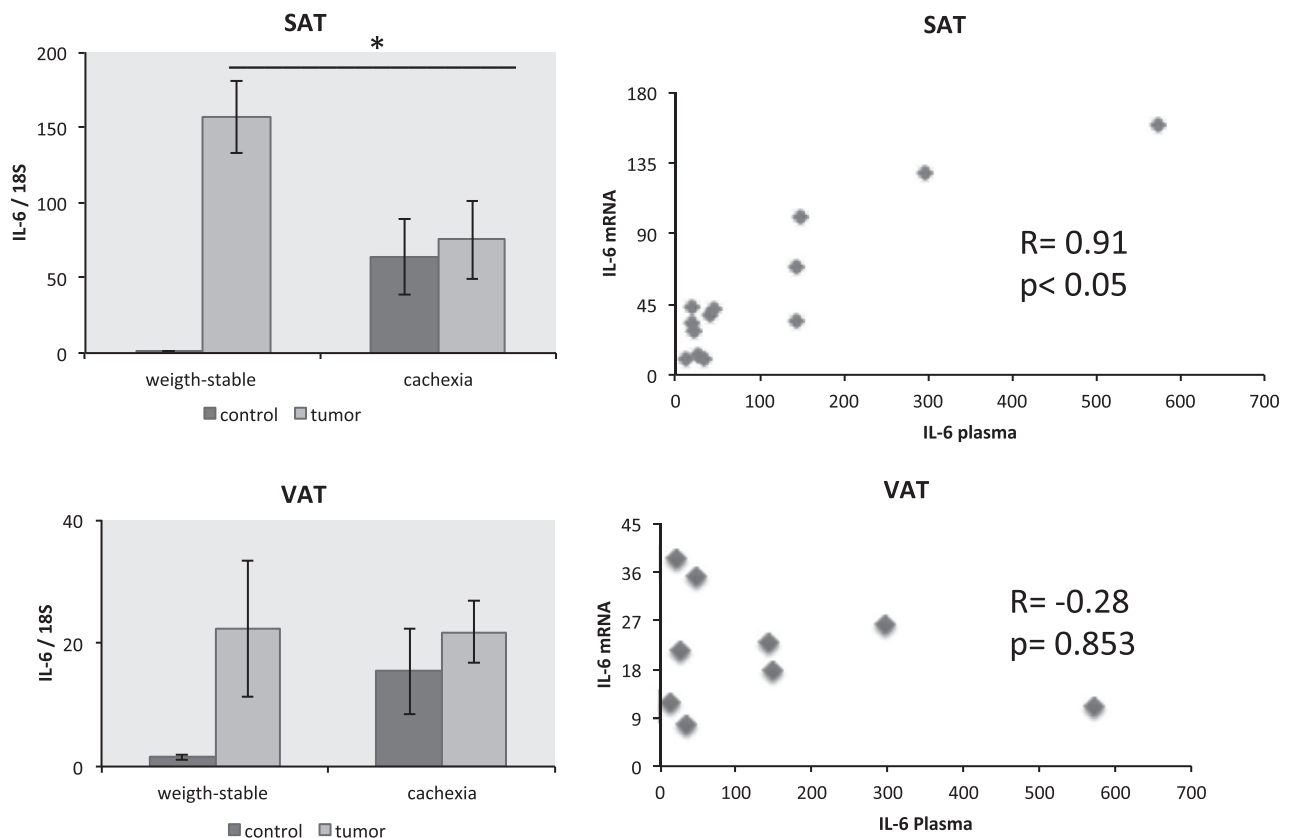 SAT
*
200
150
100
50
0
IL-6 / 18S
weigth-stable
cachexia
control
tumor
SAT
180
135
90
45
0
IL-6 mRNA
R= 0.91
p< 0.05
0 100 200 300 400 500 600 700
IL-6 plasma
VAT
40
20
0
IL-6 / 18S
weigth-stable
cachexia
control
tumor
VAT
45
36
27
18
9
0
IL-6 mRNA
R= -0.28
p= 0.853
0 100 200 300 400 500 600 700
IL-6 Plasma